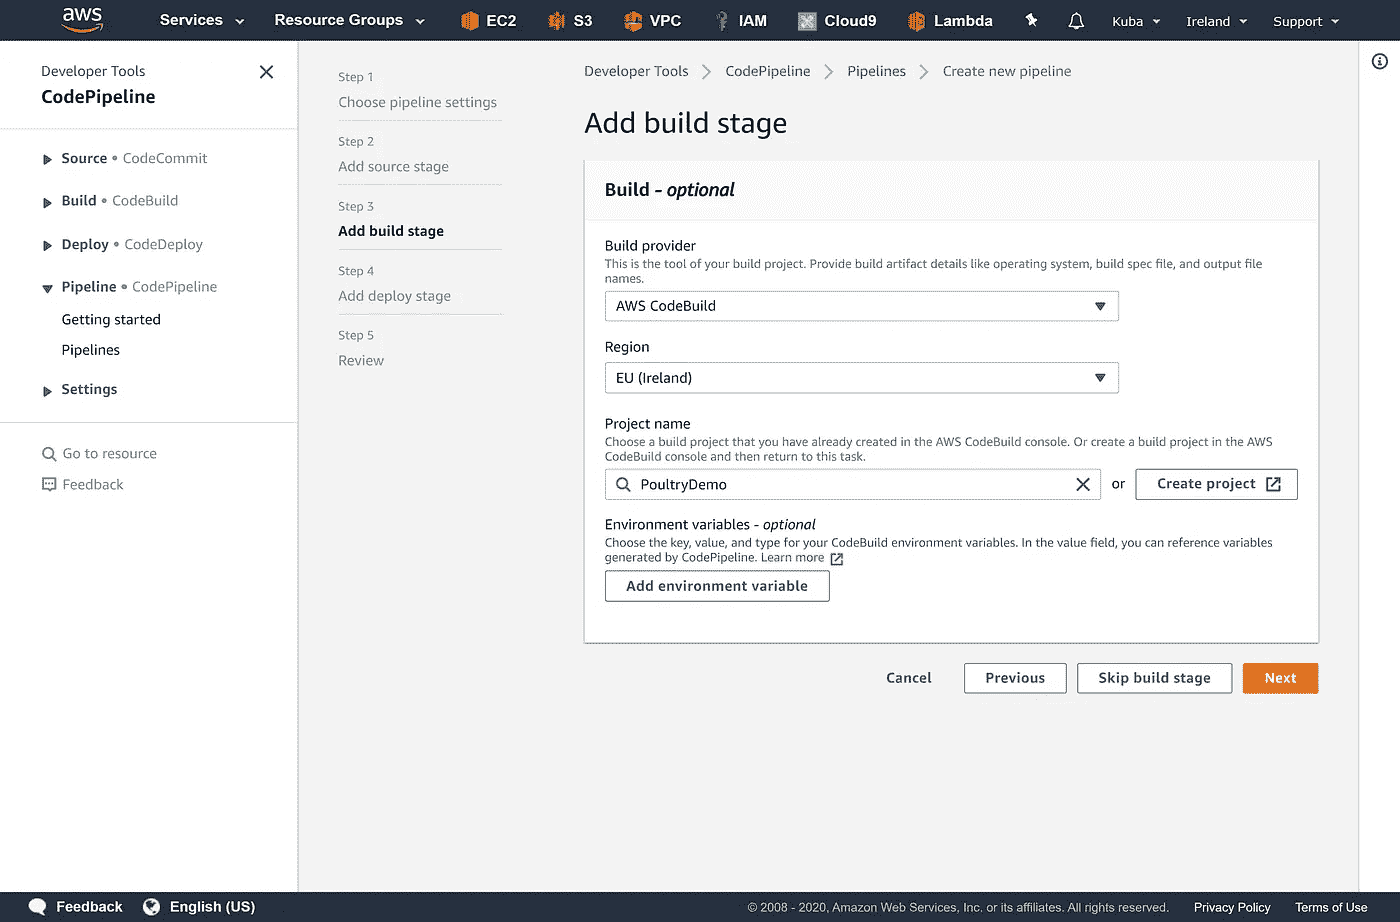 aws Services Resource Groups EC2 S3 VPC IAM Cloud9 Lambda Kuba Ireland Support
Developer Tools
CodePipeline
Source • CodeCommit
Build • CodeBuild
Deploy • CodeDeploy
Pipeline • CodePipeline
Getting started
Pipelines
Settings
Go to resource
Feedback
Step 1
Choose pipeline settings
Step 2
Add source stage
Step 3
Add build stage
Step 4
Add deploy stage
Step 5
Review
Developer Tools > CodePipeline > Pipelines > Create new pipeline
Add build stage
Build - optional
Build provider
This is the tool of your build project. Provide build artifact details like operating system, build spec file, and output file
names.
AWS CodeBuild
Region
EU (Ireland)
Project name
Choose a build project that you have already created in the AWS CodeBuild console. Or create a build project in the AWS
CodeBuild console and then return to this task.
PoultryDemo or Create project
Environment variables - optional
Choose the key, value, and type for your CodeBuild environment variables. In the value field, you can reference variables
generated by CodePipeline. Learn more
Add environment variable
Cancel Previous Skip build stage Next
Feedback English (US) © 2008 - 2020, Amazon Web Services, Inc. or its affiliates. All rights reserved. Privacy Policy Terms of Use